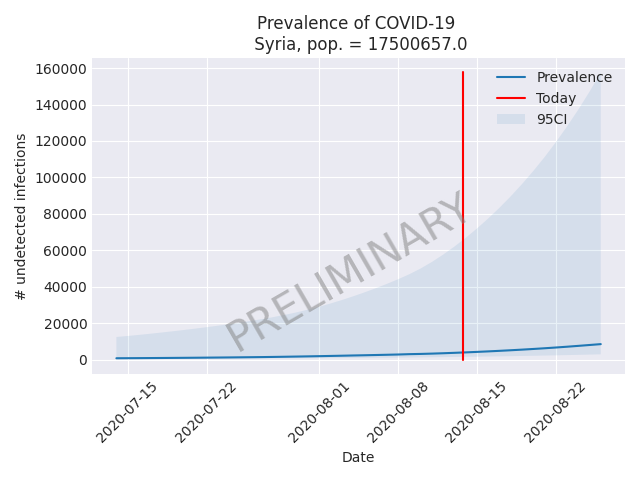 Prevalence of COVID-19
Syria, pop. = 17500657.0
160000
140000
120000
100000
80000
60000
40000
20000
0
# undetected infections
Prevalence
Today
95CI
PRELIMINARY
2020-07-15
2020-07-22
2020-08-01
2020-08-08
2020-08-15
2020-08-22
Date